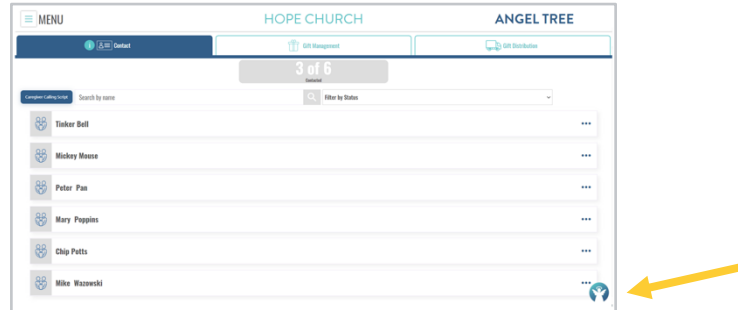 MENU
HOPE CHURCH
ANGEL TREE
Contact
Gift Management
Gift Distribution
3 of 6
Contacted
Caregiver Calling Script
Search by name
Filter by Status
Tinker Bell
Mickey Mouse
Peter Pan
Mary Poppins
Chip Potts
Mike Wazowski